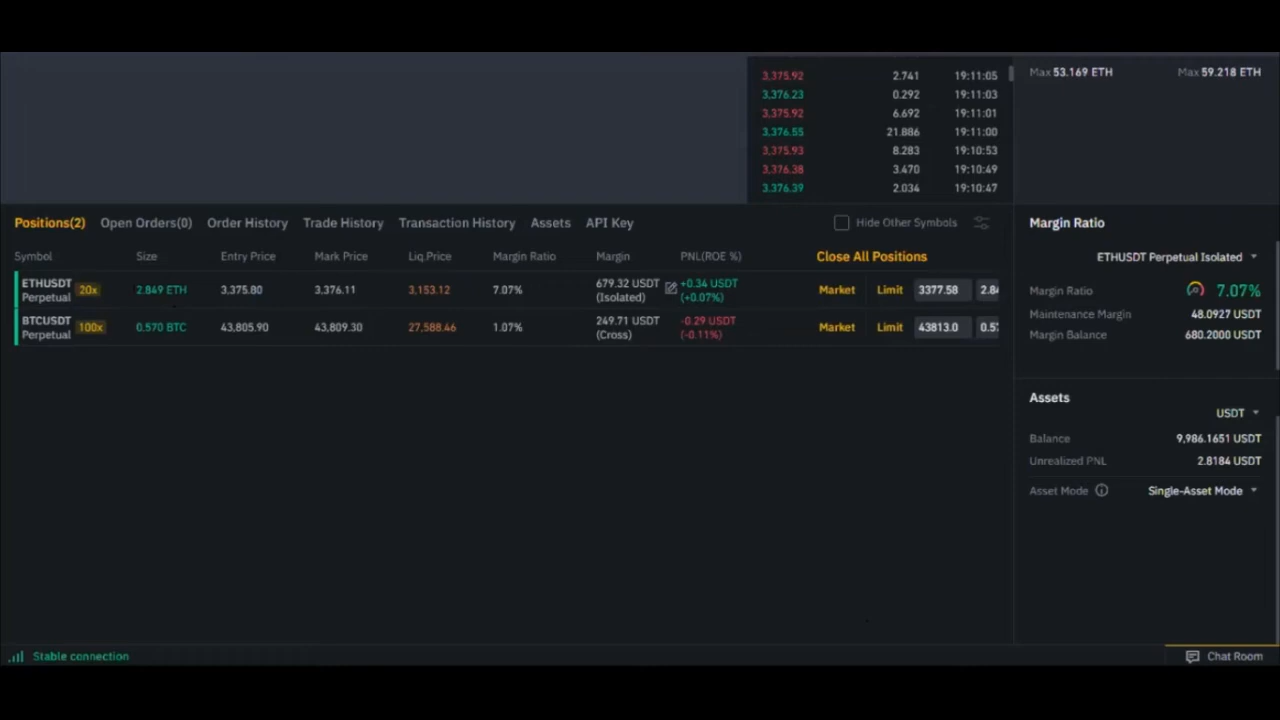 3,375.92 2.741 19:11:05
3,376.23 0.292 19:11:03
3,375.92 6.692 19:11:01
3,376.55 21.886 19:11:00
3,375.93 8.283 19:10:53
3,376.38 3.470 19:10:49
3,376.39 2.034 19:10:47
Max 53.169 ETH Max 59.218 ETH
Positions(2) Open Orders(0) Order History Trade History Transaction History Assets API Key Hide Other Symbols
Symbol Size Entry Price Mark Price Liq.Price Margin Ratio Margin PNL(ROE %) Close All Positions
ETHUSDT Perpetual 20x 2.849 ETH 3,375.80 3,376.11 3,153.12 7.07% 679.32 USDT (Isolated) +0.34 USDT (+0.07%) Market Limit 3377.58 2.84
BTCUSDT Perpetual 100x 0.570 BTC 43,805.90 43,809.30 27,588.46 1.07% 249.71 USDT (Cross) -0.29 USDT (-0.11%) Market Limit 43813.0 0.57
Margin Ratio
ETHUSDT Perpetual Isolated
Margin Ratio 7.07%
Maintenance Margin 48.0927 USDT
Margin Balance 680.2000 USDT
Assets
USDT
Balance 9,986.1651 USDT
Unrealized PNL 2.8184 USDT
Asset Mode Single-Asset Mode
Stable connection
Chat Room